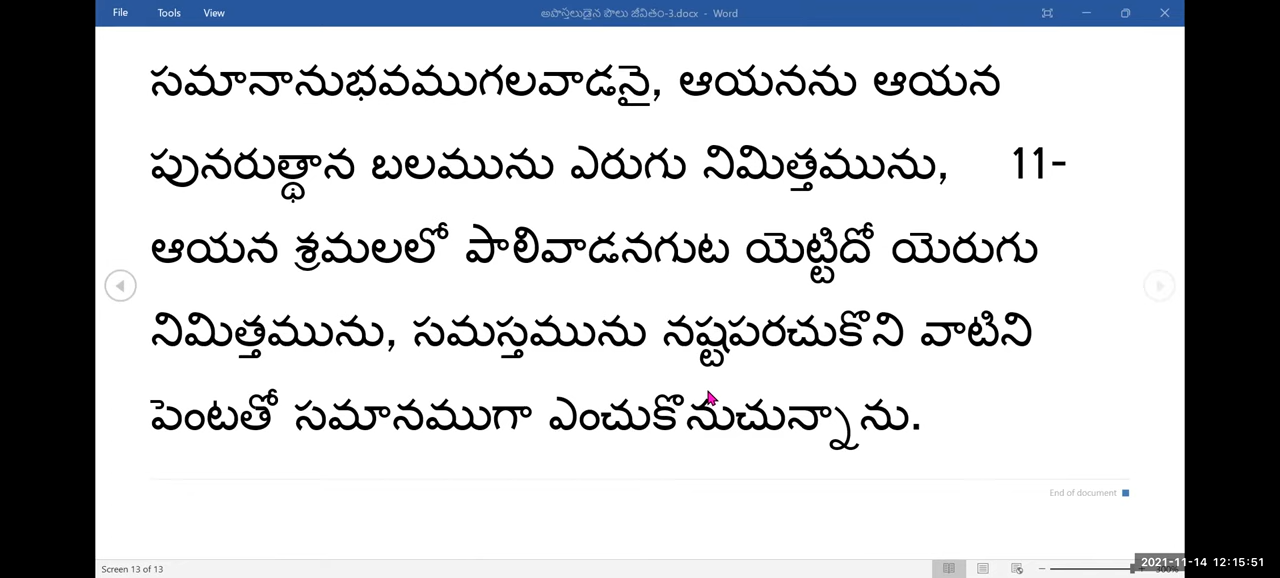 File Tools View అపొస్తలుడైన పౌలు జీవితం-3.docx - Word
సమానానుభవముగలవాడనై, ఆయనను ఆయన
పునరుత్థాన బలమును ఎరుగు నిమిత్తమును, 11-
ఆయన శ్రమలలో పాలివాడనగుట యెట్టిదో యెరుగు
నిమిత్తమును, సమస్తమును నష్టపరచుకొని వాటిని
పెంటతో సమానముగా ఎంచుకొనుచున్నాను.
End of document
Screen 13 of 13
2021-11-14 12:15:51
300%